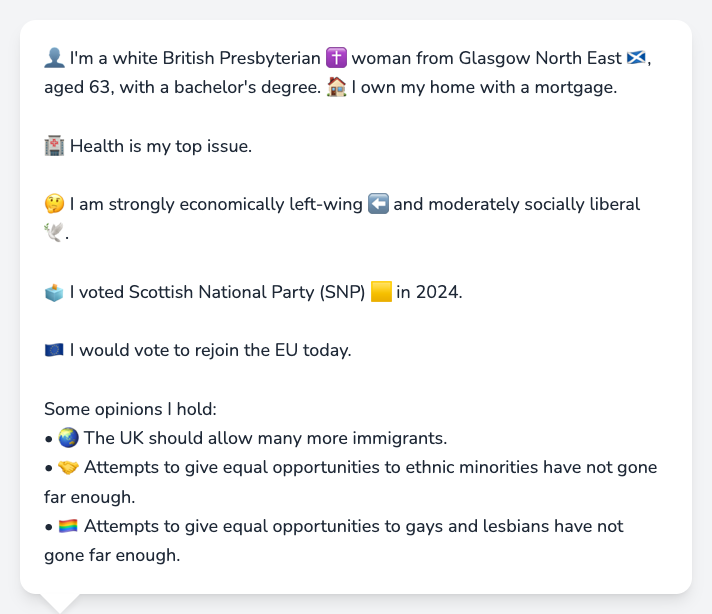 👤 I'm a white British Presbyterian ✝️ woman from Glasgow North East 🏴󠁧󠁢󠁳󠁣󠁴󠁿,
aged 63, with a bachelor's degree. 🏠 I own my home with a mortgage.
🏥 Health is my top issue.
🤔 I am strongly economically left-wing ⬅️ and moderately socially liberal
🕊️.
🗳️ I voted Scottish National Party (SNP) 🟨 in 2024.
🇪🇺 I would vote to rejoin the EU today.
Some opinions I hold:
• 🌏 The UK should allow many more immigrants.
• 🤝 Attempts to give equal opportunities to ethnic minorities have not gone
far enough.
• 🏳️‍🌈 Attempts to give equal opportunities to gays and lesbians have not
gone far enough.